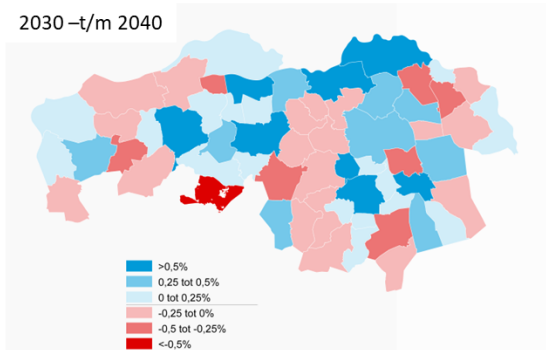 2030 –t/m 2040
>0,5%
0,25 tot 0,5%
0 tot 0,25%
-0,25 tot 0%
-0,5 tot -0,25%
<-0,5%